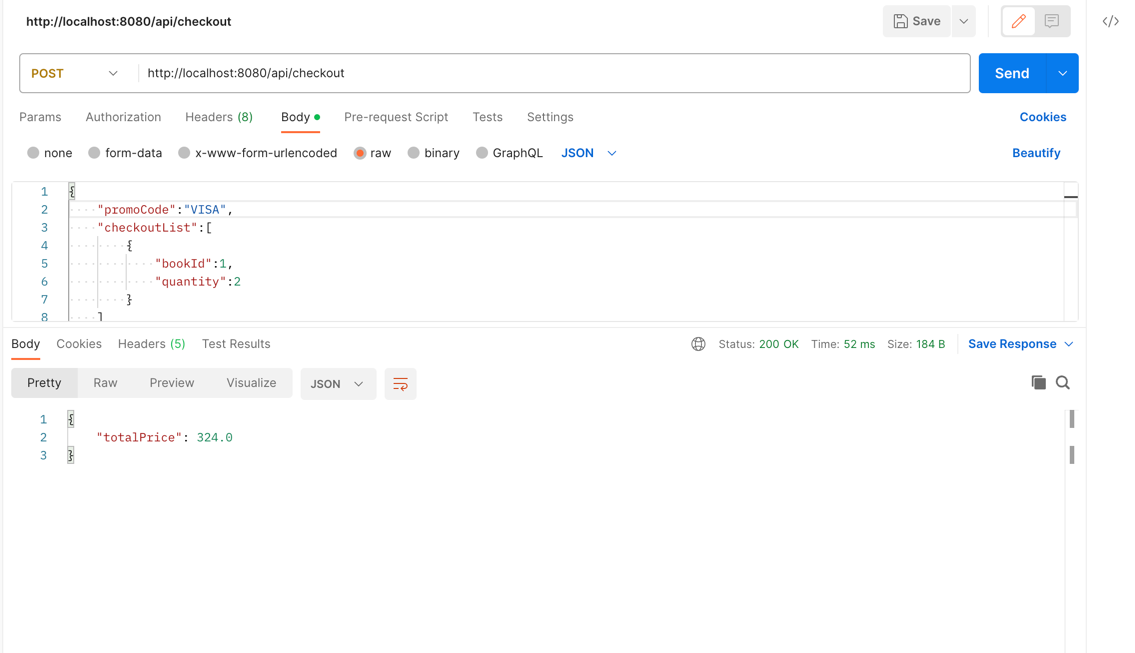 http://localhost:8080/api/checkout
Save
</>
POST
http://localhost:8080/api/checkout
Send
Params Authorization Headers (8) Body Pre-request Script Tests Settings Cookies
none form-data x-www-form-urlencoded raw binary GraphQL JSON Beautify
1 {
2 "promoCode":"VISA",
3 "checkoutList":[
4 {
5 "bookId":1,
6 "quantity":2
7 }
8 ]
Body Cookies Headers (5) Test Results Status: 200 OK Time: 52 ms Size: 184 B Save Response
Pretty Raw Preview Visualize JSON
1 {
2 "totalPrice": 324.0
3 }